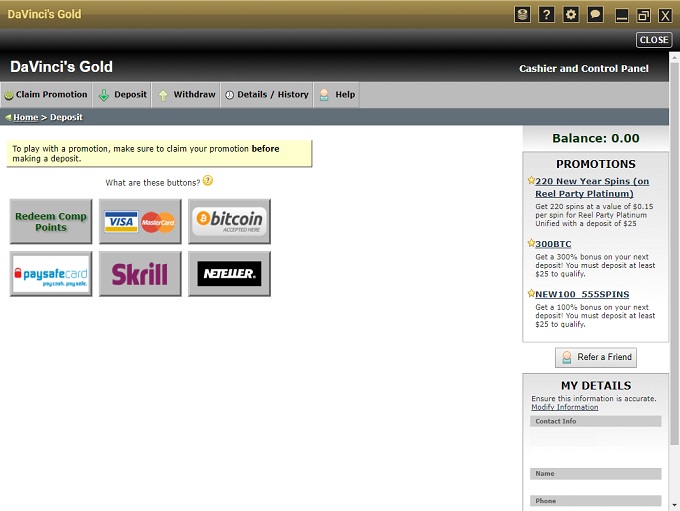 DaVinci's Gold
CLOSE
DaVinci's Gold
Cashier and Control Panel
Claim Promotion
Deposit
Withdraw
Details / History
Help
Home > Deposit
To play with a promotion, make sure to claim your promotion before
making a deposit.
What are these buttons?
Redeem Comp
Points
VISA
MasterCard
bitcoin
ACCEPTED HERE
paysafecard
pay cash. pay safe.
Skrill
NETELLER
Balance: 0.00
PROMOTIONS
220 New Year Spins (on
Reel Party Platinum)
Get 220 spins at a value of $0.15
per spin for Reel Party Platinum
Unified with a deposit of $25
300BTC
Get a 300% bonus on your next
deposit! You must deposit at least
$25 to qualify.
NEW100_555SPINS
Get a 100% bonus on your next
deposit! You must deposit at least
$25 to qualify.
Refer a Friend
MY DETAILS
Ensure this information is accurate.
Modify Information
Contact Info
Name
Phone